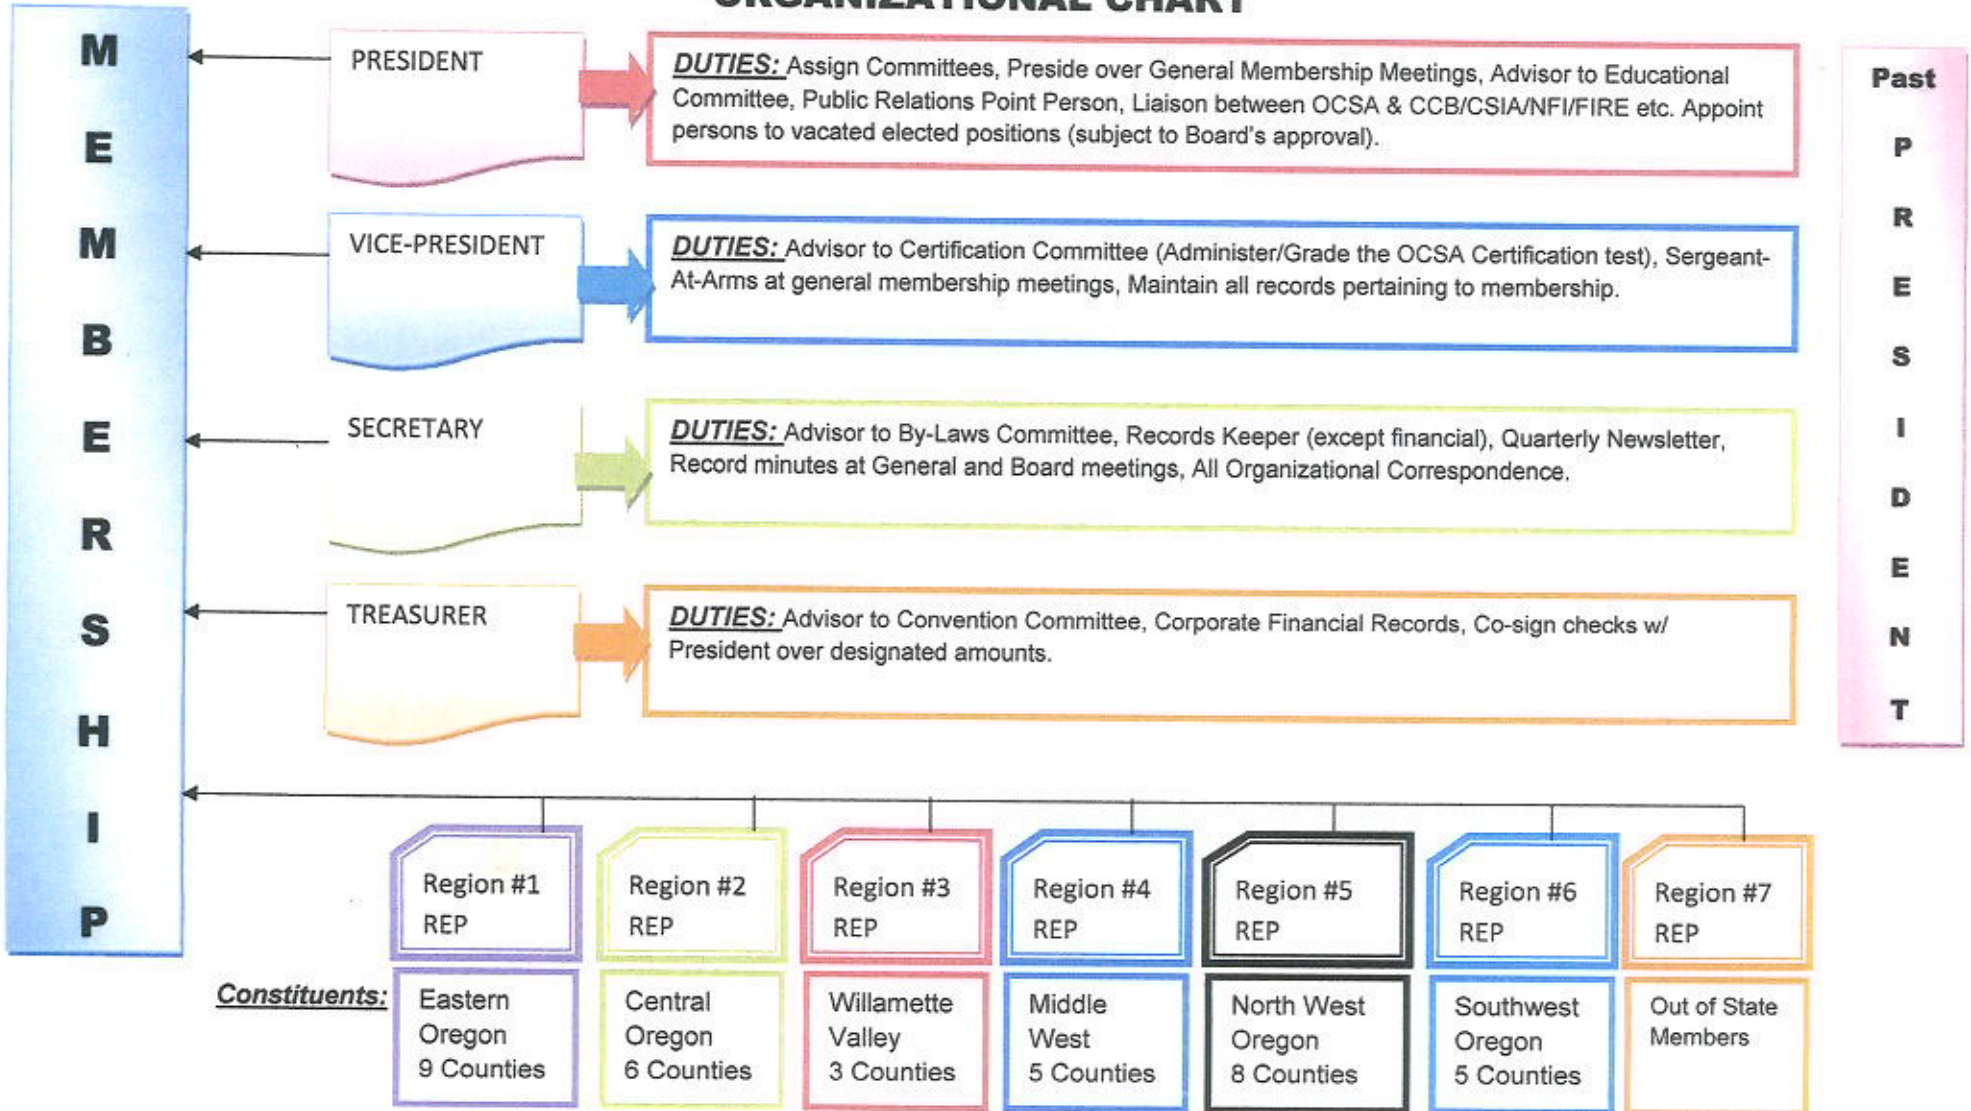 ORGANIZATIONAL CHART
MEMBERSHIP
PRESIDENT
DUTIES: Assign Committees, Preside over General Membership Meetings, Advisor to Educational
Committee, Public Relations Point Person, Liaison between OCSA & CCB/CSIA/NFI/FIRE etc. Appoint
persons to vacated elected positions (subject to Board's approval).
VICE-PRESIDENT
DUTIES: Advisor to Certification Committee (Administer/Grade the OCSA Certification test), Sergeant-
At-Arms at general membership meetings, Maintain all records pertaining to membership.
SECRETARY
DUTIES: Advisor to By-Laws Committee, Records Keeper (except financial), Quarterly Newsletter,
Record minutes at General and Board meetings, All Organizational Correspondence.
TREASURER
DUTIES: Advisor to Convention Committee, Corporate Financial Records, Co-sign checks w/
President over designated amounts.
Past
PRESIDENT
Region #1
REP
Region #2
REP
Region #3
REP
Region #4
REP
Region #5
REP
Region #6
REP
Region #7
REP
Constituents:
Eastern
Oregon
9 Counties
Central
Oregon
6 Counties
Willamette
Valley
3 Counties
Middle
West
5 Counties
North West
Oregon
8 Counties
Southwest
Oregon
5 Counties
Out of State
Members